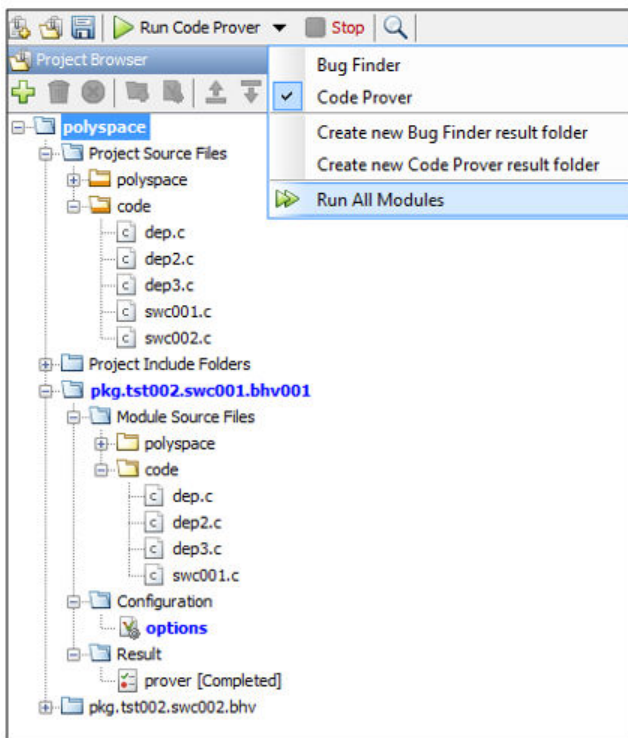 Run Code Prover
Stop
Project Browser
Bug Finder
Code Prover
Create new Bug Finder result folder
Create new Code Prover result folder
Run All Modules
polyspace
Project Source Files
polyspace
code
dep.c
dep2.c
dep3.c
swc001.c
swc002.c
Project Include Folders
pkg.tst002.swc001.bhv001
Module Source Files
polyspace
code
dep.c
dep2.c
dep3.c
swc001.c
Configuration
options
Result
prover [Completed]
pkg.tst002.swc002.bhv